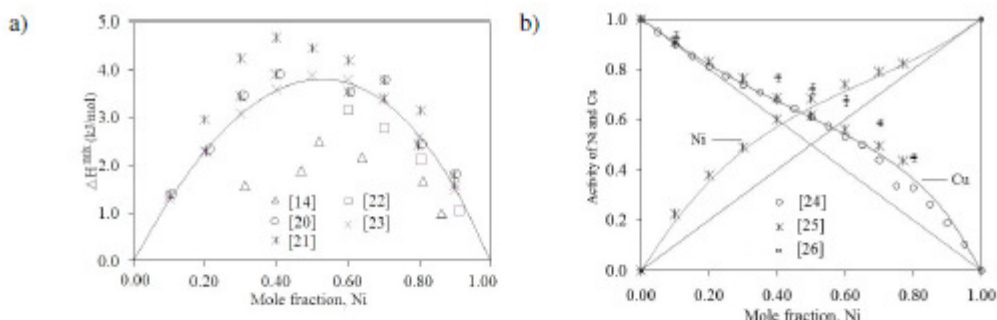 a)
5.0
4.0
3.0
2.0
1.0
0.0
ΔH^mix (kJ/mol)
[14]
[20]
[21]
[22]
[23]
0.00 0.20 0.40 0.60 0.80 1.00
Mole fraction, Ni
b)
1.0
0.8
0.6
0.4
0.2
0.0
Activity of Ni and Cu
Ni
Cu
[24]
[25]
[26]
0.00 0.20 0.40 0.60 0.80 1.00
Mole fraction, Ni